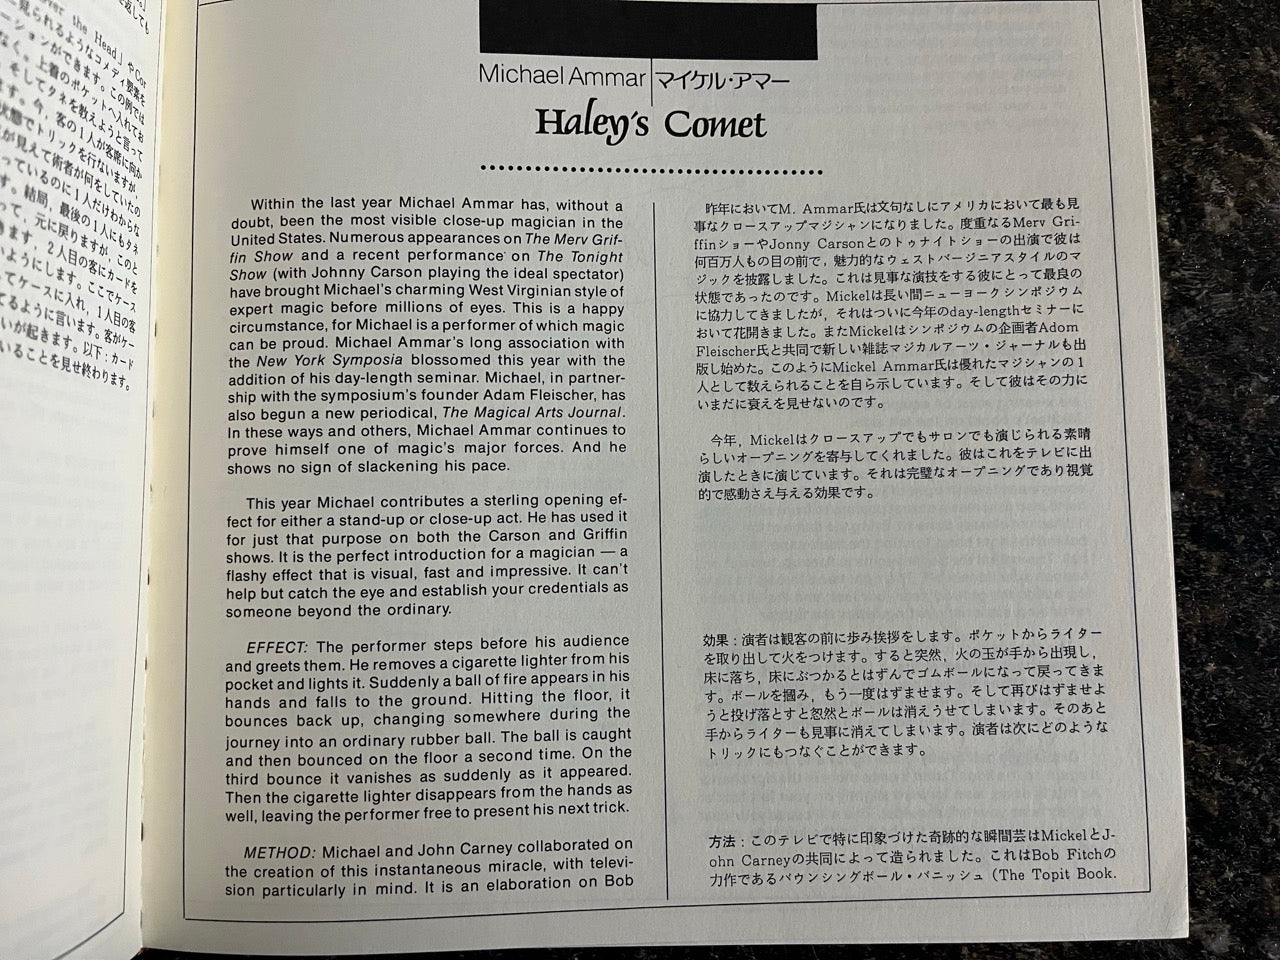 Michael Ammar マイケル・アマー
Haley's Comet
Within the last year Michael Ammar has, without a
doubt, been the most visible close-up magician in the
United States. Numerous appearances on The Merv Grif-
fin Show and a recent performance on The Tonight
Show (with Johnny Carson playing the ideal spectator)
have brought Michael's charming West Virginian style of
expert magic before millions of eyes. This is a happy
circumstance, for Michael is a performer of which magic
can be proud. Michael Ammar's long association with
the New York Symposia blossomed this year with the
addition of his day-length seminar. Michael, in partner-
ship with the symposium's founder Adam Fleischer, has
also begun a new periodical, The Magical Arts Journal.
In these ways and others, Michael Ammar continues to
prove himself one of magic's major forces. And he
shows no sign of slackening his pace.
This year Michael contributes a sterling opening ef-
fect for either a stand-up or close-up act. He has used it
for just that purpose on both the Carson and Griffin
shows. It is the perfect introduction for a magician — a
flashy effect that is visual, fast and impressive. It can't
help but catch the eye and establish your credentials as
someone beyond the ordinary.
EFFECT: The performer steps before his audience
and greets them. He removes a cigarette lighter from his
pocket and lights it. Suddenly a ball of fire appears in his
hands and falls to the ground. Hitting the floor, it
bounces back up, changing somewhere during the
journey into an ordinary rubber ball. The ball is caught
and then bounced on the floor a second time. On the
third bounce it vanishes as suddenly as it appeared.
Then the cigarette lighter disappears from the hands as
well, leaving the performer free to present his next trick.
METHOD: Michael and John Carney collaborated on
the creation of this instantaneous miracle, with televi-
sion particularly in mind. It is an elaboration on Bob
昨年においてM. Ammar氏は文句なしにアメリカにおいて最も見
事なクロースアップマジシャンになりました。度重なるMerv Gri-
ffinショーやJonny Carsonとのトゥナイトショーの出演で彼は
何百万人もの目の前で，魅力的なウェストバージニアスタイルのマ
ジックを披露しました。これは見事な演技をする彼にとって最良の
状態であったのです。Mickelは長い間ニューヨークシンポジウム
に協力してきましたが，それはついに今年のday-lengthセミナーに
おいて花開きました。またMickelはシンポジウムの企画者Adom
Fleischer氏と共同で新しい雑誌マジカルアーツ・ジャーナルも出
版し始めた。このようにMickel Ammar氏は優れたマジシャンの1
人として数えられることを自ら示しています。そして彼はその力に
いまだに衰えを見せないのです。
今年，Mickelはクロースアップでもサロンでも演じられる素晴
らしいオープニングを寄与してくれました。彼はこれをテレビに出
演したときに演じています。それは完璧なオープニングであり視覚
的で感動さえ与える効果です。
効果：演者は観客の前に歩み挨拶をします。ポケットからライター
を取り出して火をつけます。すると突然，火の玉が手から出現し，
床に落ち，床にぶつかるとはずんでゴムボールになって戻ってきま
す。ボールを摑み，もう一度はずませます。そして再びはずませよ
うと投げ落とすと忽然とボールは消えうせてしまいます。そのあと
手からライターも見事に消えてしまいます。演者は次にどのような
トリックにもつなぐことができます。
方法：このテレビで特に印象づけた奇跡的な瞬間芸はMickelとJ-
ohn Carneyの共同によって造られました。これはBob Fitchの
力作であるバウンシングボール・バニッシュ（The Topit Book.